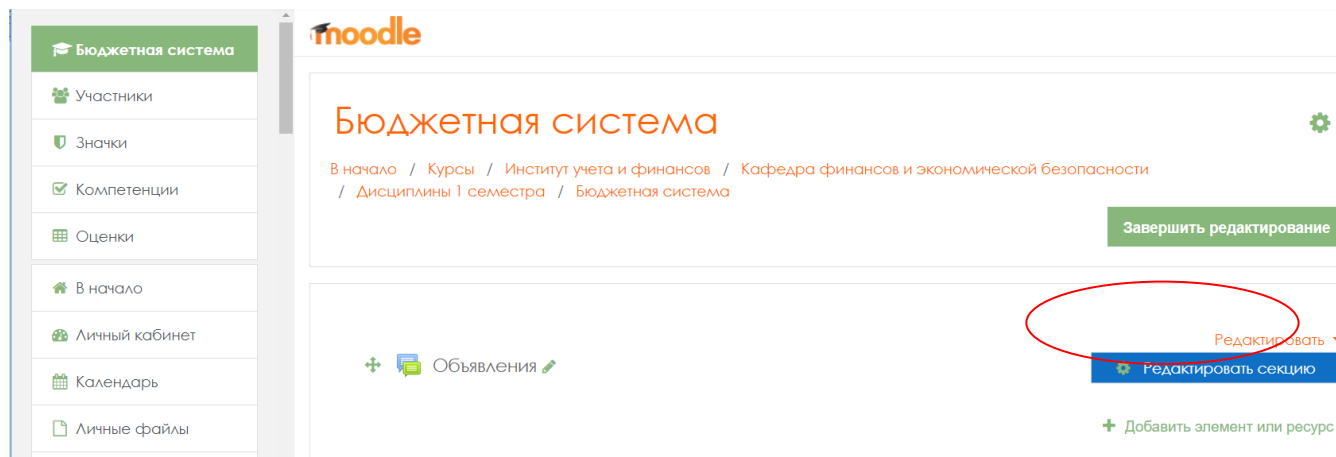 moodle
Бюджетная система
Участники
Значки
Компетенции
Оценки
В начало
Личный кабинет
Календарь
Личные файлы
Бюджетная система
В начало / Курсы / Институт учета и финансов / Кафедра финансов и экономической безопасности
/ Дисциплины 1 семестра / Бюджетная система
Завершить редактирование
Редактировать
Объявления
Редактировать секцию
Добавить элемент или ресурс